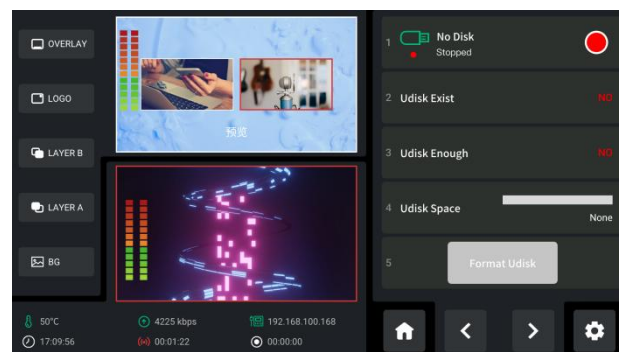 OVERLAY
LOGO
LAYER B
LAYER A
BG
预览
50°C
4225 kbps
192.168.100.168
17:09:56
00:01:22
00:00:00
1
No Disk
Stopped
2 Udisk Exist NO
3 Udisk Enough NO
4 Udisk Space
None
5 Format Udisk